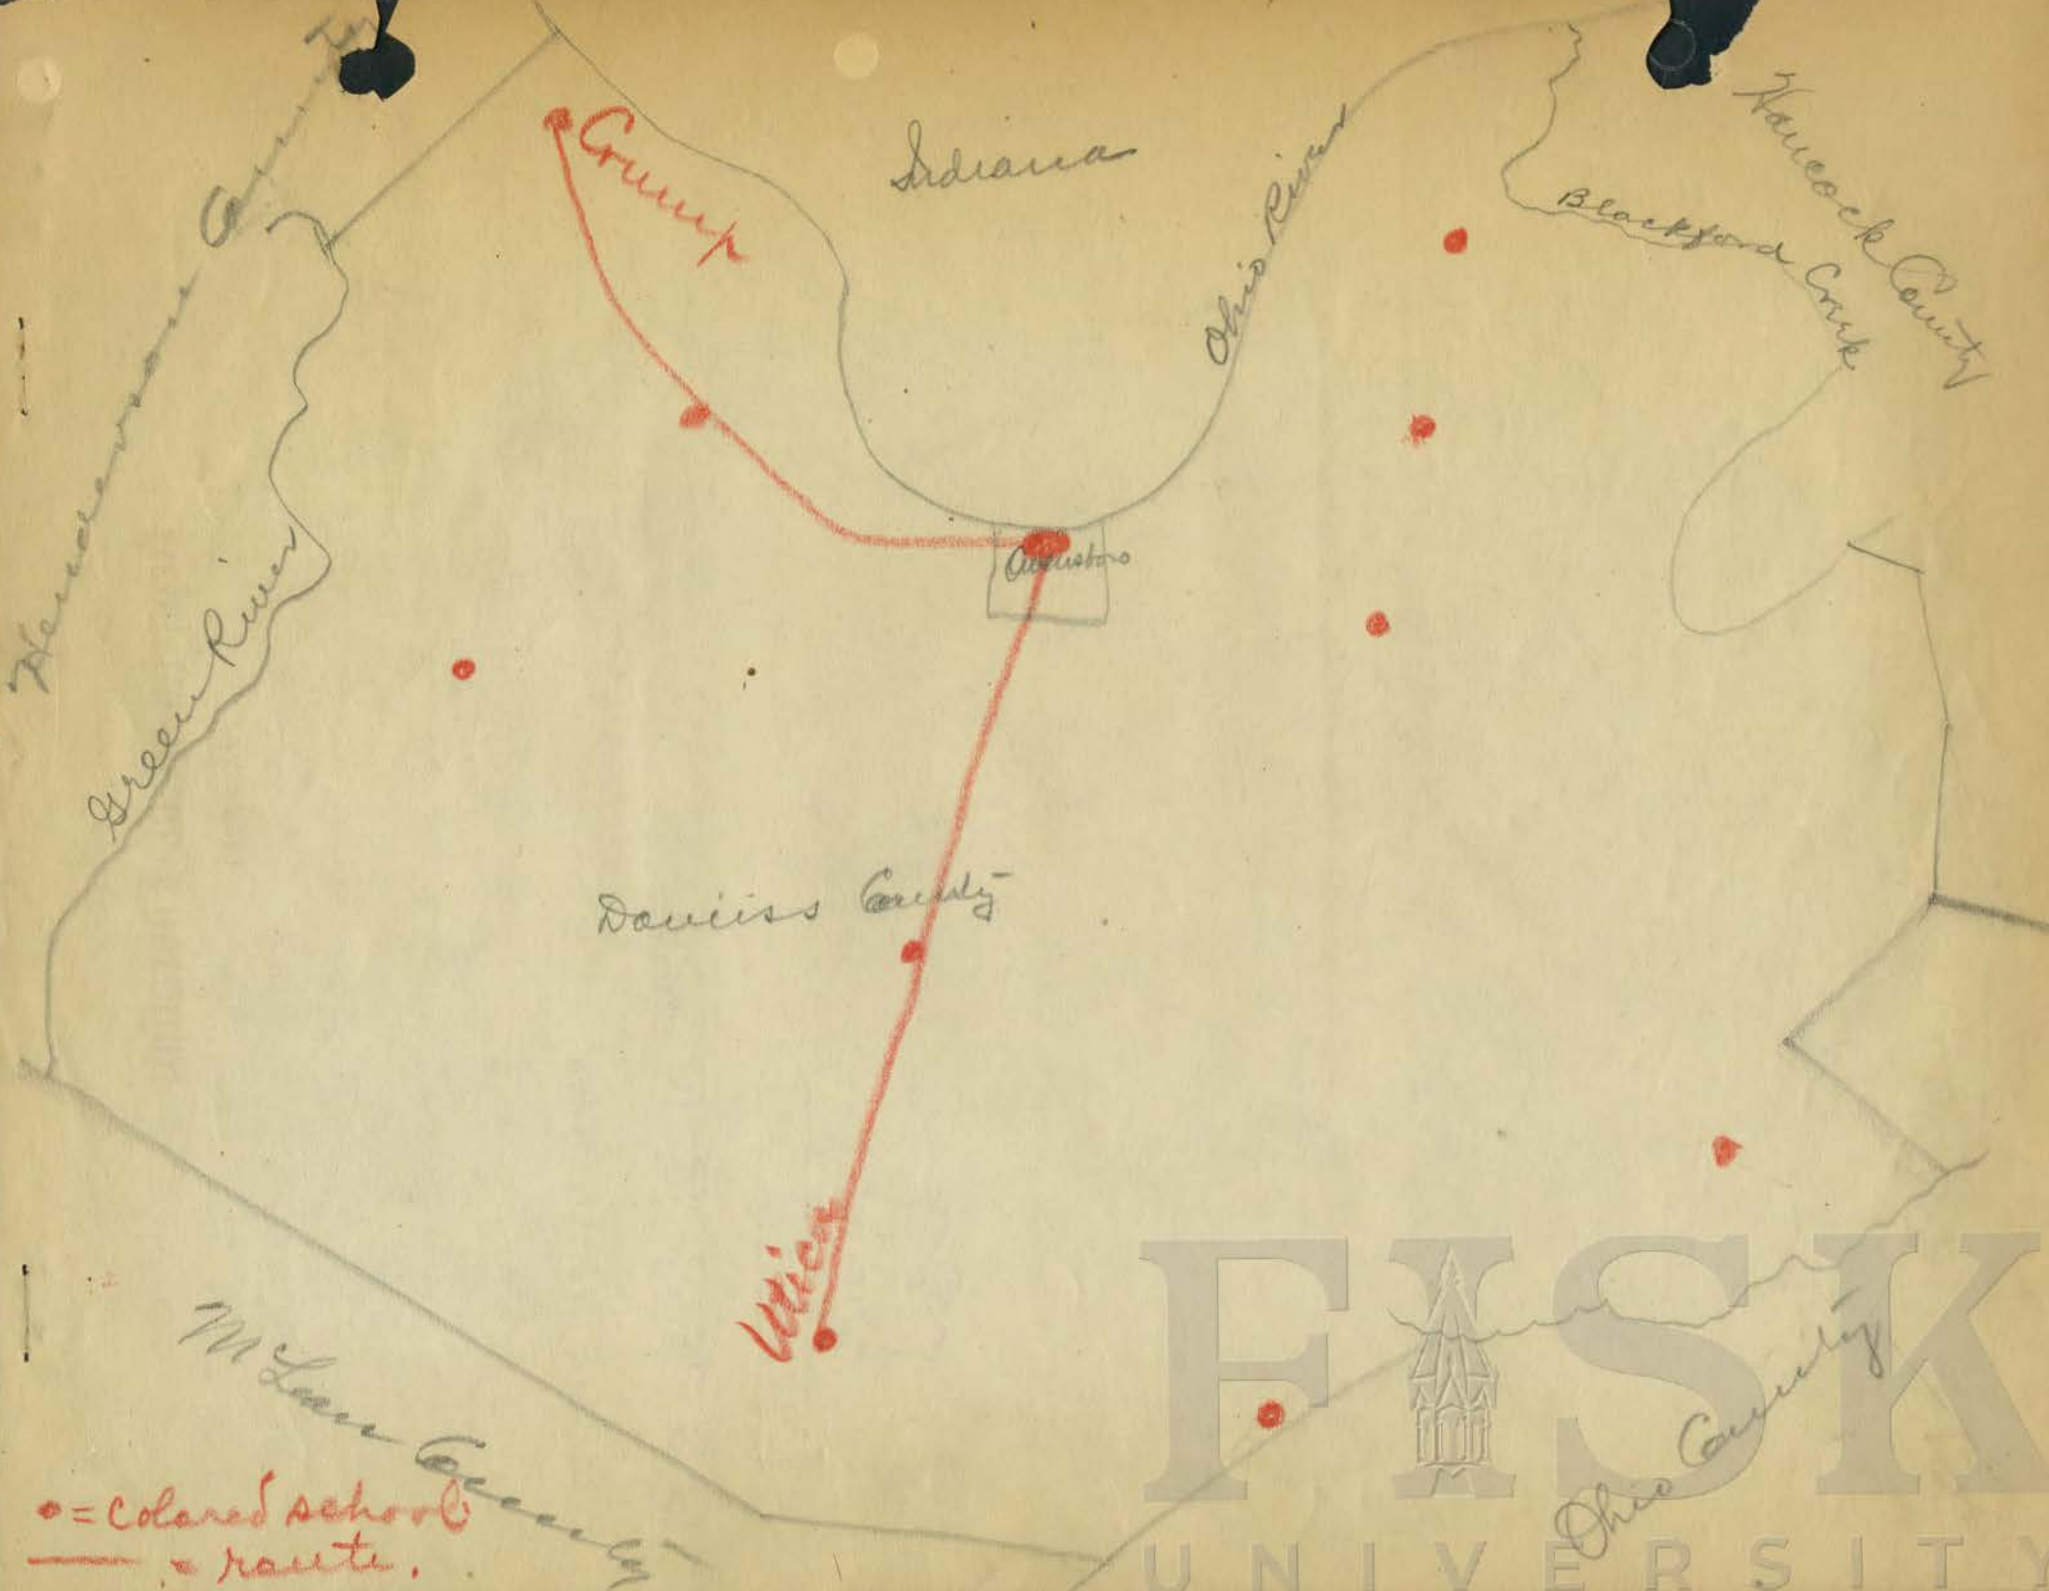 Henderson County
Crump
Indiana
Ohio River
Hancock County
Blackford Creek
Owensboro
Green River
Daviess County
Utica
McLean County
Ohio County
• = Colored school
— = route.
FISK
UNIVERSITY